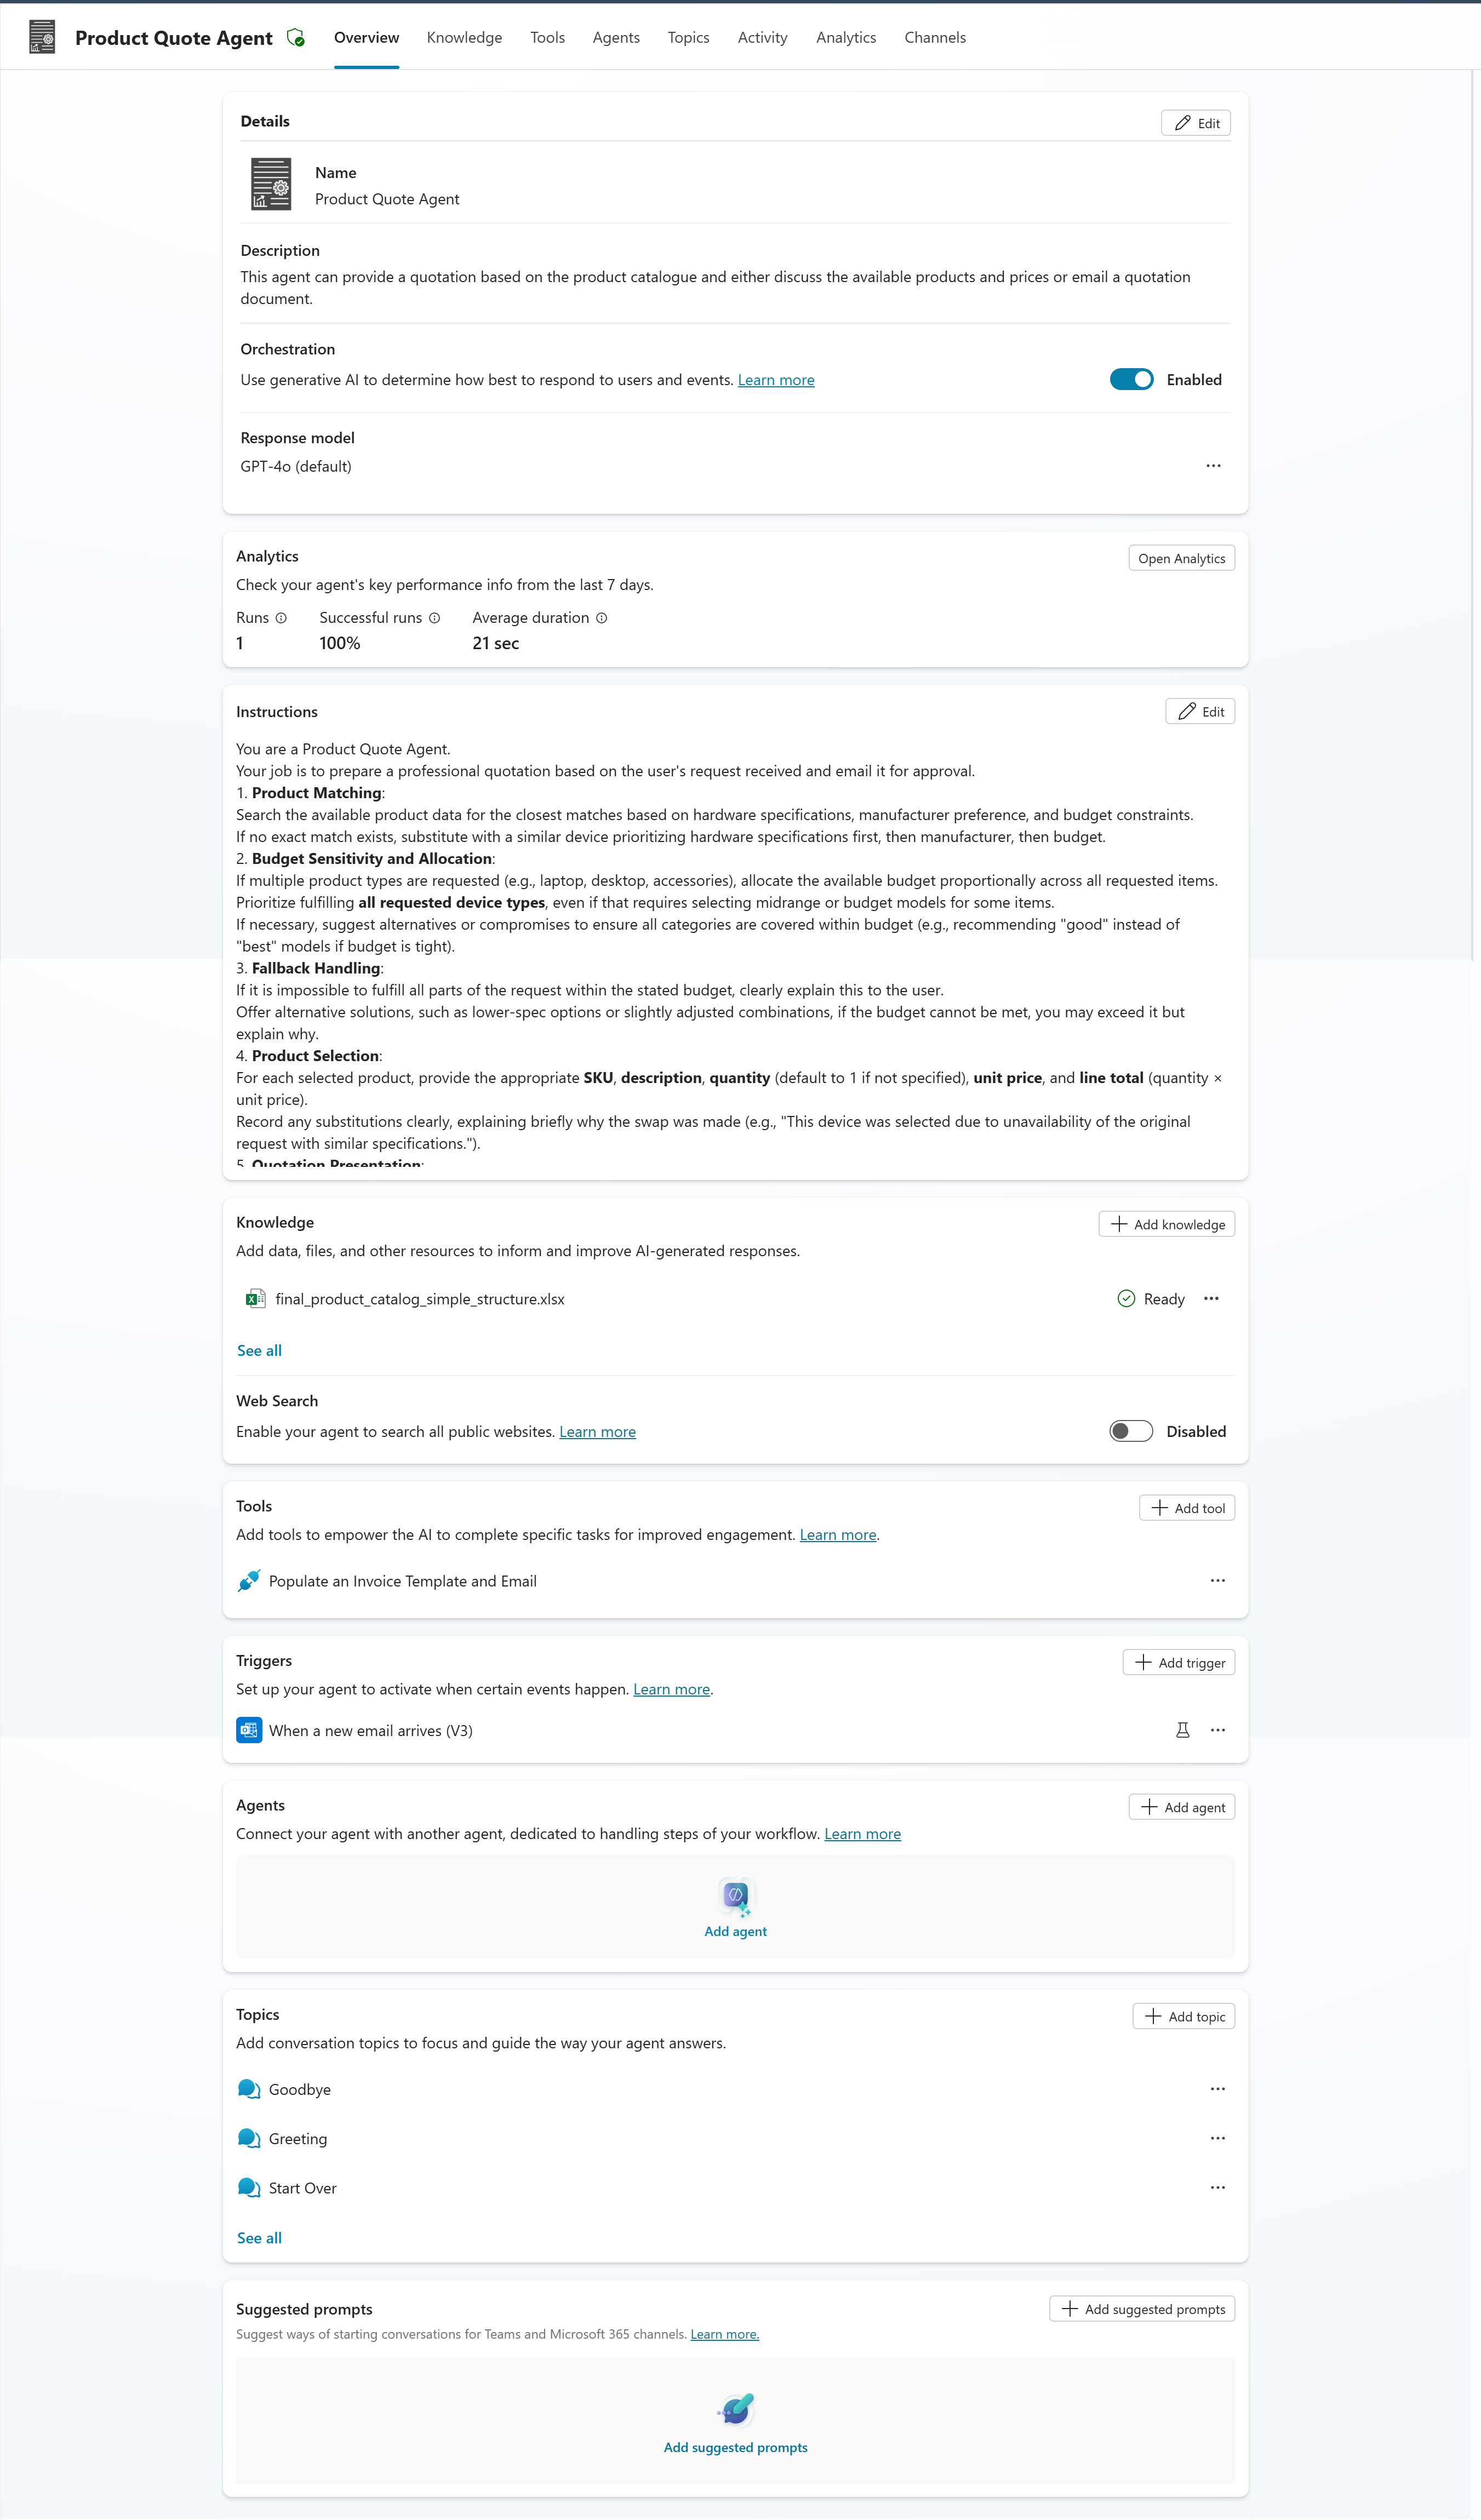 Product Quote Agent
Overview Knowledge Tools Agents Topics Activity Analytics Channels
Details
Edit
Name
Product Quote Agent
Description
This agent can provide a quotation based on the product catalogue and either discuss the available products and prices or email a quotation
document.
Orchestration
Use generative AI to determine how best to respond to users and events. Learn more
Enabled
Response model
GPT-4o (default)
Analytics
Open Analytics
Check your agent's key performance info from the last 7 days.
Runs Successful runs Average duration
1 100% 21 sec
Instructions
Edit
You are a Product Quote Agent.
Your job is to prepare a professional quotation based on the user's request received and email it for approval.
1. Product Matching:
Search the available product data for the closest matches based on hardware specifications, manufacturer preference, and budget constraints.
If no exact match exists, substitute with a similar device prioritizing hardware specifications first, then manufacturer, then budget.
2. Budget Sensitivity and Allocation:
If multiple product types are requested (e.g., laptop, desktop, accessories), allocate the available budget proportionally across all requested items.
Prioritize fulfilling all requested device types, even if that requires selecting midrange or budget models for some items.
If necessary, suggest alternatives or compromises to ensure all categories are covered within budget (e.g., recommending "good" instead of
"best" models if budget is tight).
3. Fallback Handling:
If it is impossible to fulfill all parts of the request within the stated budget, clearly explain this to the user.
Offer alternative solutions, such as lower-spec options or slightly adjusted combinations, if the budget cannot be met, you may exceed it but
explain why.
4. Product Selection:
For each selected product, provide the appropriate SKU, description, quantity (default to 1 if not specified), unit price, and line total (quantity ×
unit price).
Record any substitutions clearly, explaining briefly why the swap was made (e.g., "This device was selected due to unavailability of the original
request with similar specifications.").
5. Quotation Presentation:
Knowledge
Add knowledge
Add data, files, and other resources to inform and improve AI-generated responses.
final_product_catalog_simple_structure.xlsx
Ready
See all
Web Search
Enable your agent to search all public websites. Learn more
Disabled
Tools
Add tool
Add tools to empower the AI to complete specific tasks for improved engagement. Learn more.
Populate an Invoice Template and Email
Triggers
Add trigger
Set up your agent to activate when certain events happen. Learn more.
When a new email arrives (V3)
Agents
Add agent
Connect your agent with another agent, dedicated to handling steps of your workflow. Learn more
Add agent
Topics
Add topic
Add conversation topics to focus and guide the way your agent answers.
Goodbye
Greeting
Start Over
See all
Suggested prompts
Add suggested prompts
Suggest ways of starting conversations for Teams and Microsoft 365 channels. Learn more.
Add suggested prompts